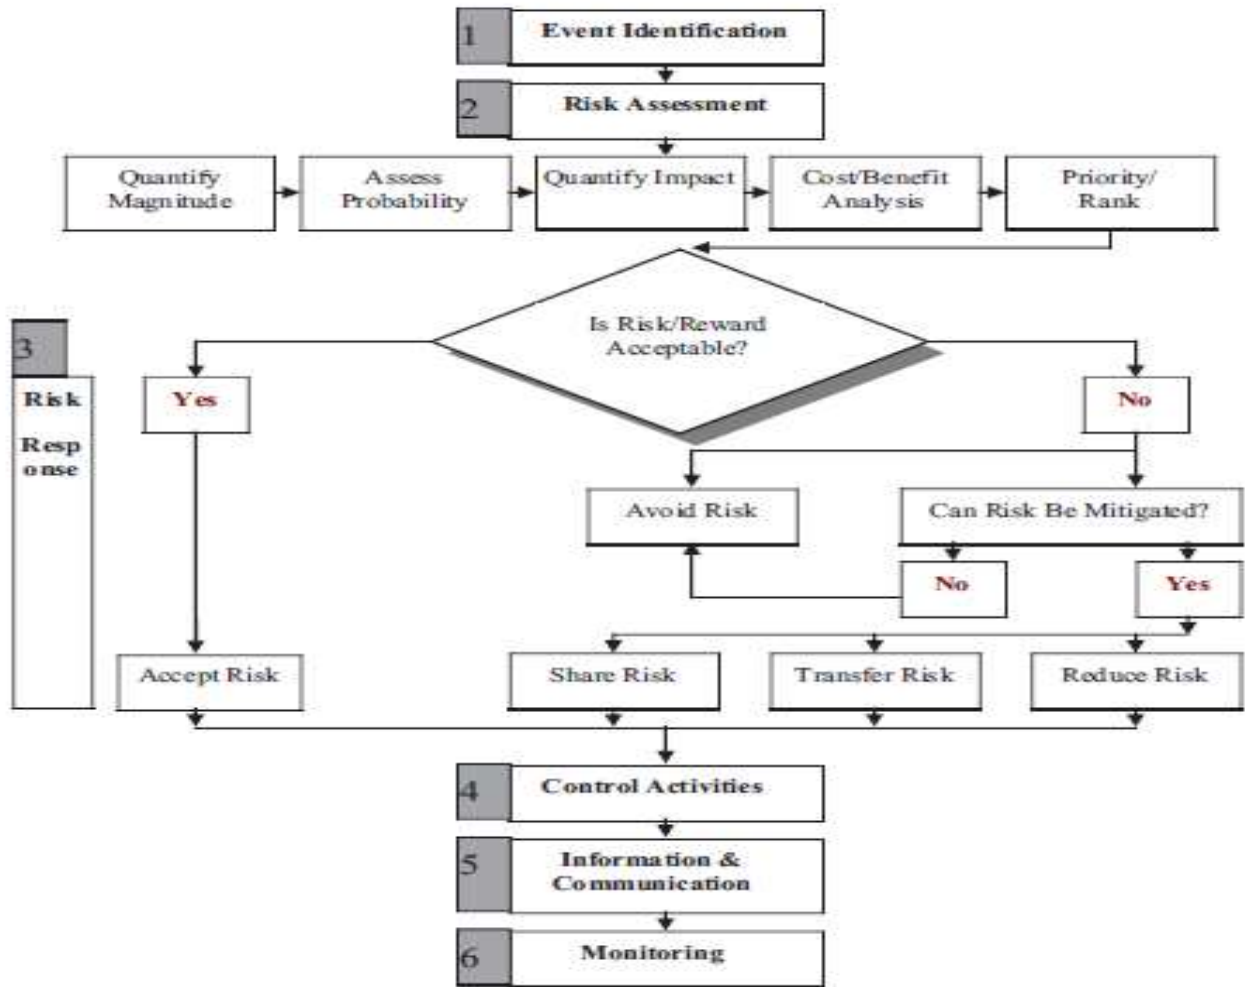 1
Event Identification
2
Risk Assessment
Quantify
Magnitude
Assess
Probability
Quantify Impact
Cost/Benefit
Analysis
Priority/
Rank
Is Risk/Reward
Acceptable?
3
Risk
Resp
onse
Yes
No
Avoid Risk
Can Risk Be Mitigated?
No
Yes
Accept Risk
Share Risk
Transfer Risk
Reduce Risk
4
Control Activities
5
Information &
Communication
6
Monitoring